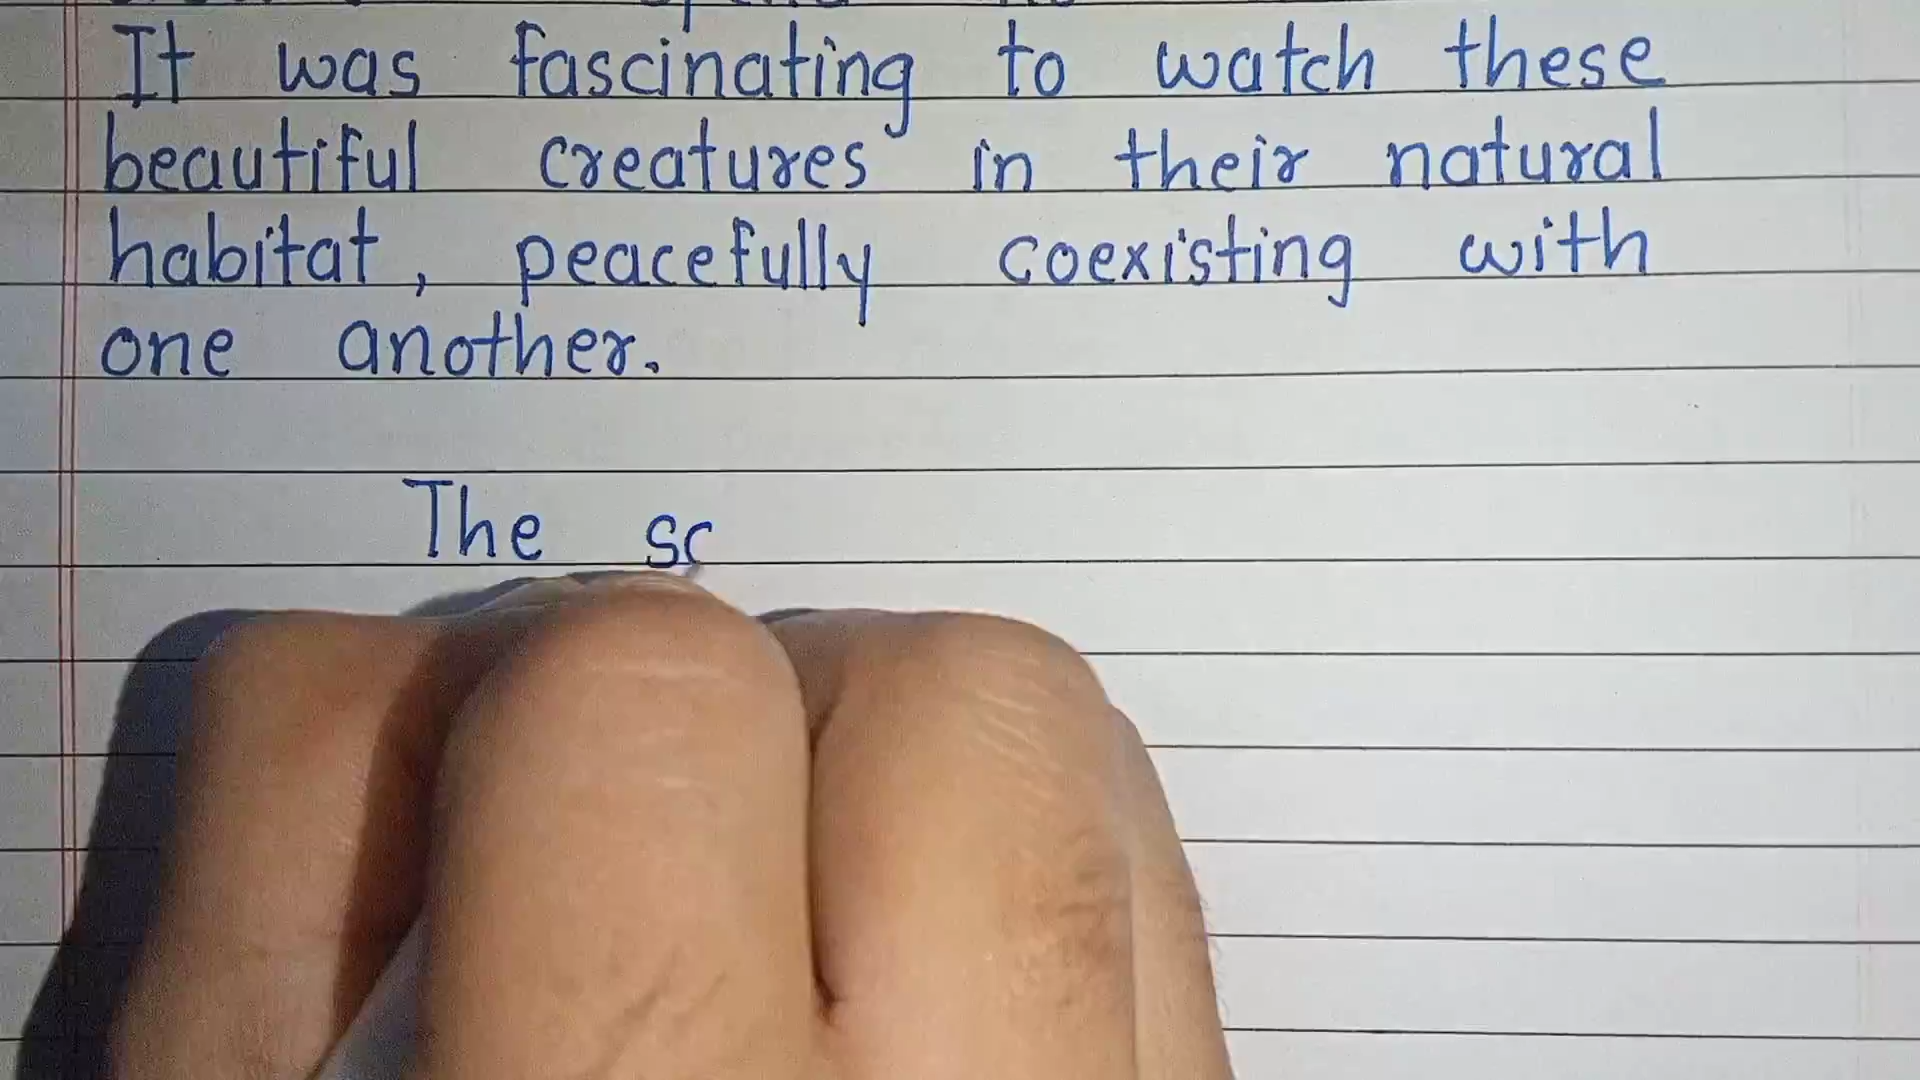 It was fascinating to watch these
beautiful creatures in their natural
habitat, peacefully coexisting with
one another.
The sc